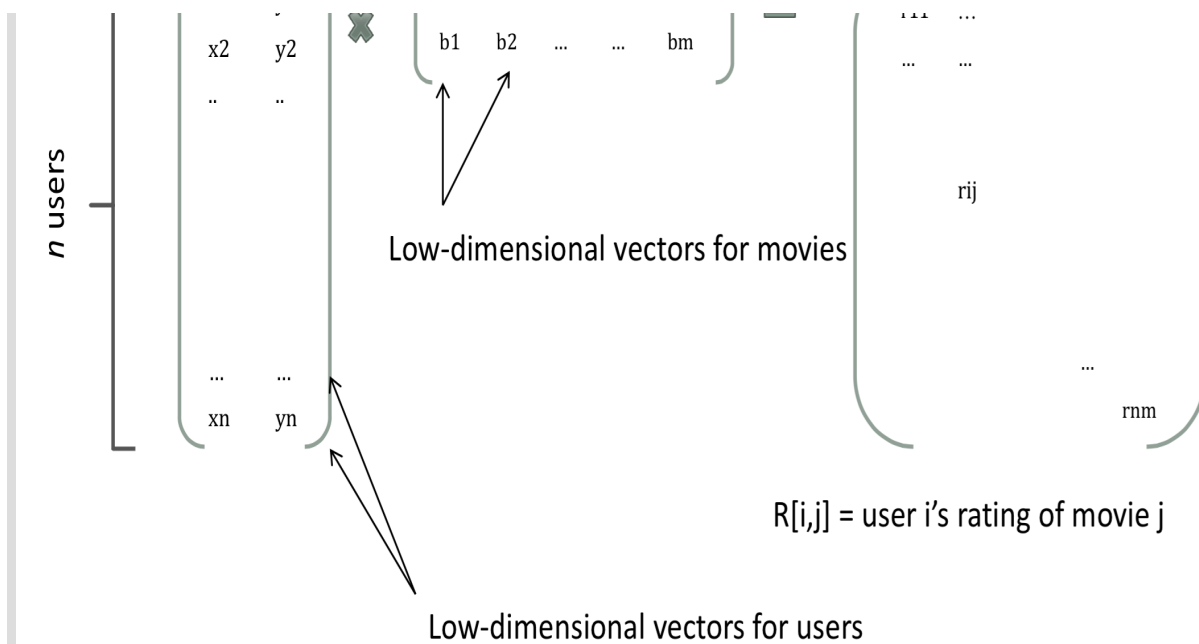 x2 y2
.. ..
... ...
xn yn
n users
b1 b2 ... ... bm
Low-dimensional vectors for movies
...
... ...
rij
...
rnm
R[i,j] = user i's rating of movie j
Low-dimensional vectors for users